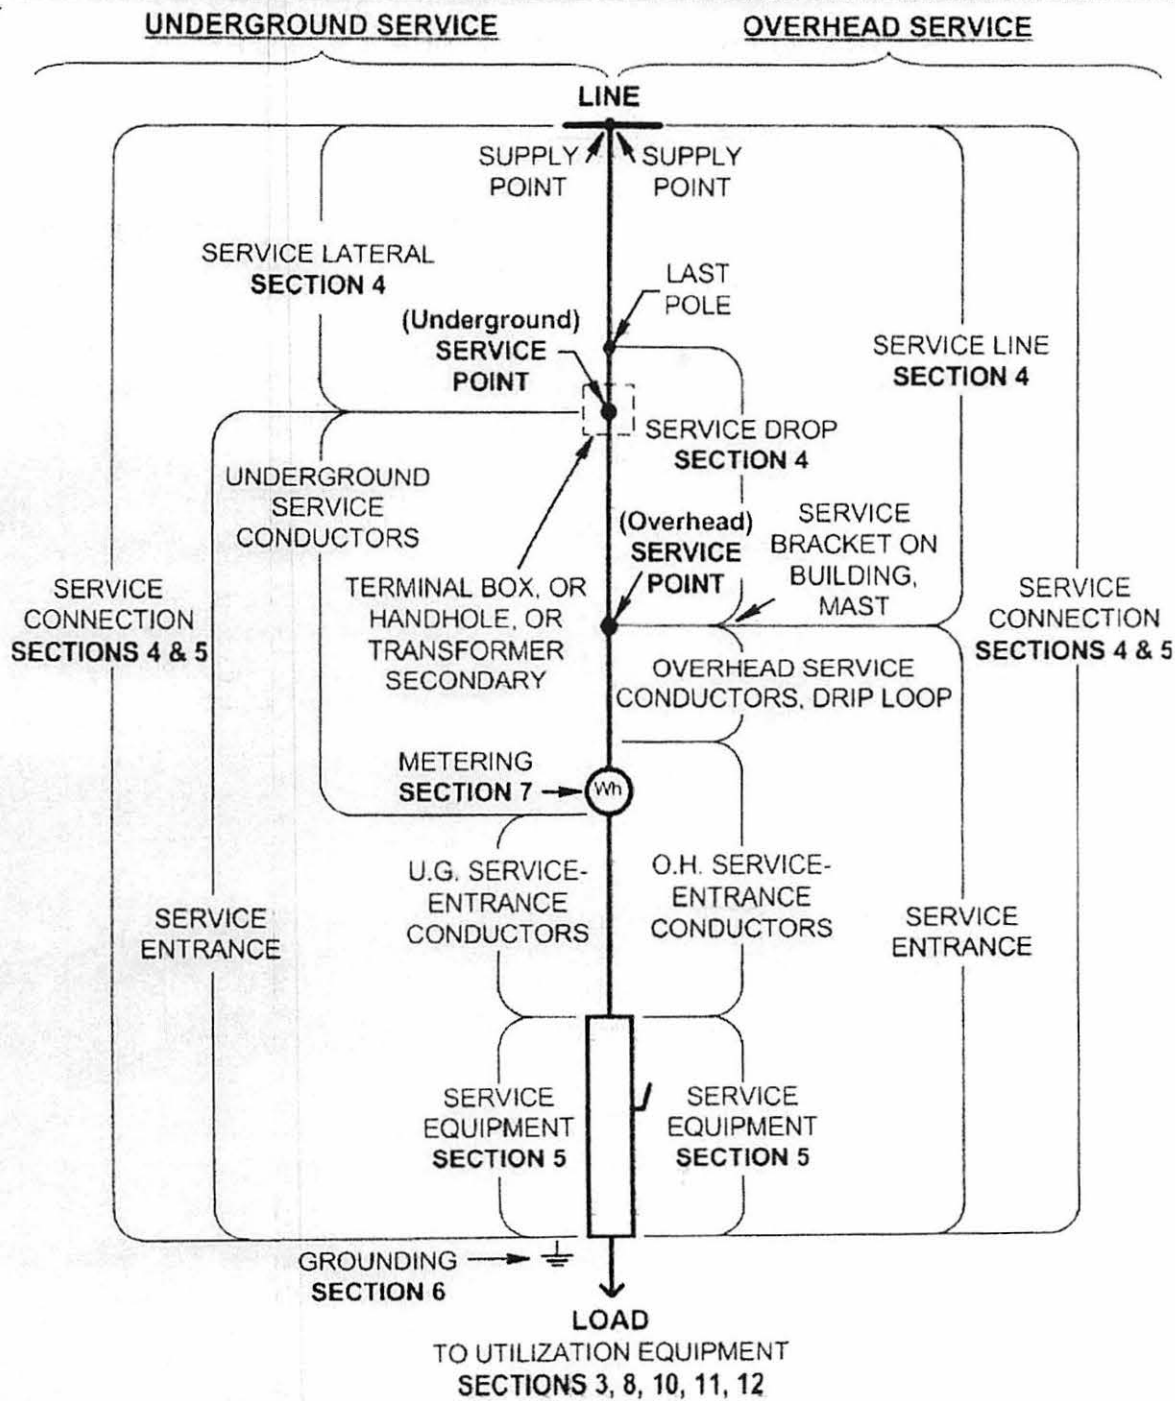 UNDERGROUND SERVICE
OVERHEAD SERVICE
LINE
SUPPLY
POINT
SUPPLY
POINT
SERVICE LATERAL
SECTION 4
LAST
POLE
(Underground)
SERVICE
POINT
SERVICE LINE
SECTION 4
SERVICE DROP
SECTION 4
UNDERGROUND
SERVICE
CONDUCTORS
(Overhead)
SERVICE
POINT
SERVICE
BRACKET ON
BUILDING,
MAST
SERVICE
CONNECTION
SECTIONS 4 & 5
TERMINAL BOX, OR
HANDHOLE, OR
TRANSFORMER
SECONDARY
SERVICE
CONNECTION
SECTIONS 4 & 5
OVERHEAD SERVICE
CONDUCTORS, DRIP LOOP
METERING
SECTION 7
Wh
U.G. SERVICE-
ENTRANCE
CONDUCTORS
O.H. SERVICE-
ENTRANCE
CONDUCTORS
SERVICE
ENTRANCE
SERVICE
ENTRANCE
SERVICE
EQUIPMENT
SECTION 5
SERVICE
EQUIPMENT
SECTION 5
GROUNDING
SECTION 6
LOAD
TO UTILIZATION EQUIPMENT
SECTIONS 3, 8, 10, 11, 12